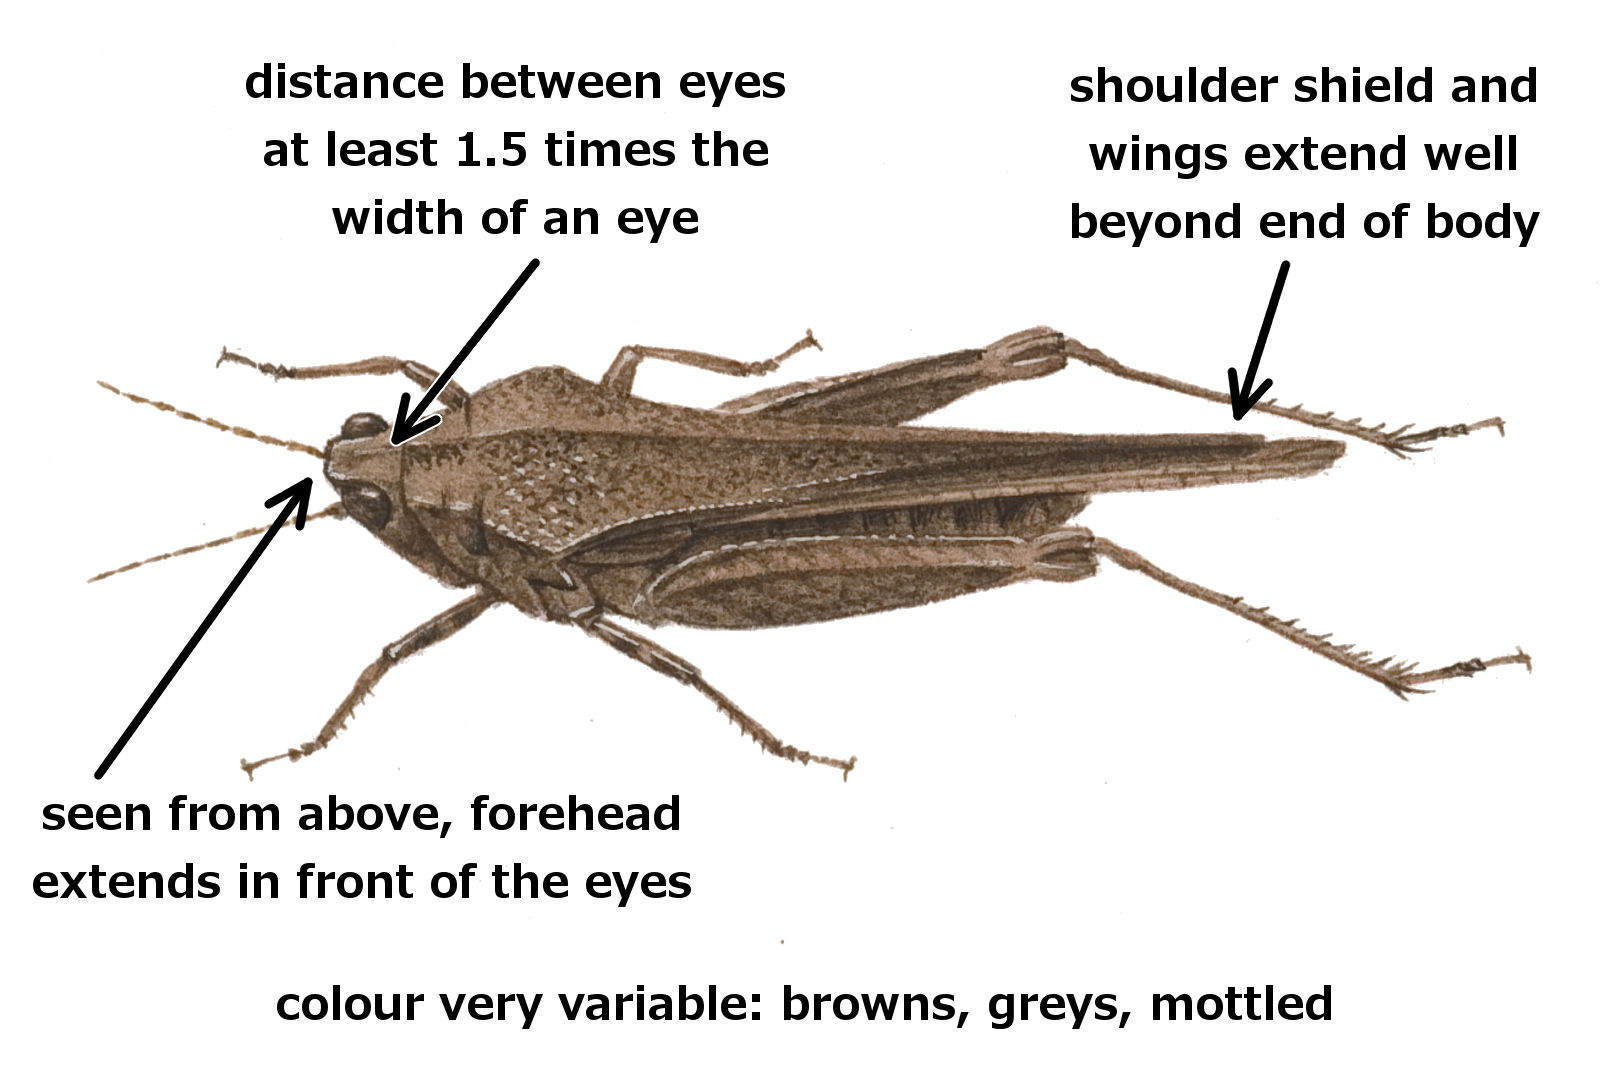 distance between eyes
at least 1.5 times the
width of an eye
shoulder shield and
wings extend well
beyond end of body
seen from above, forehead
extends in front of the eyes
colour very variable: browns, greys, mottled